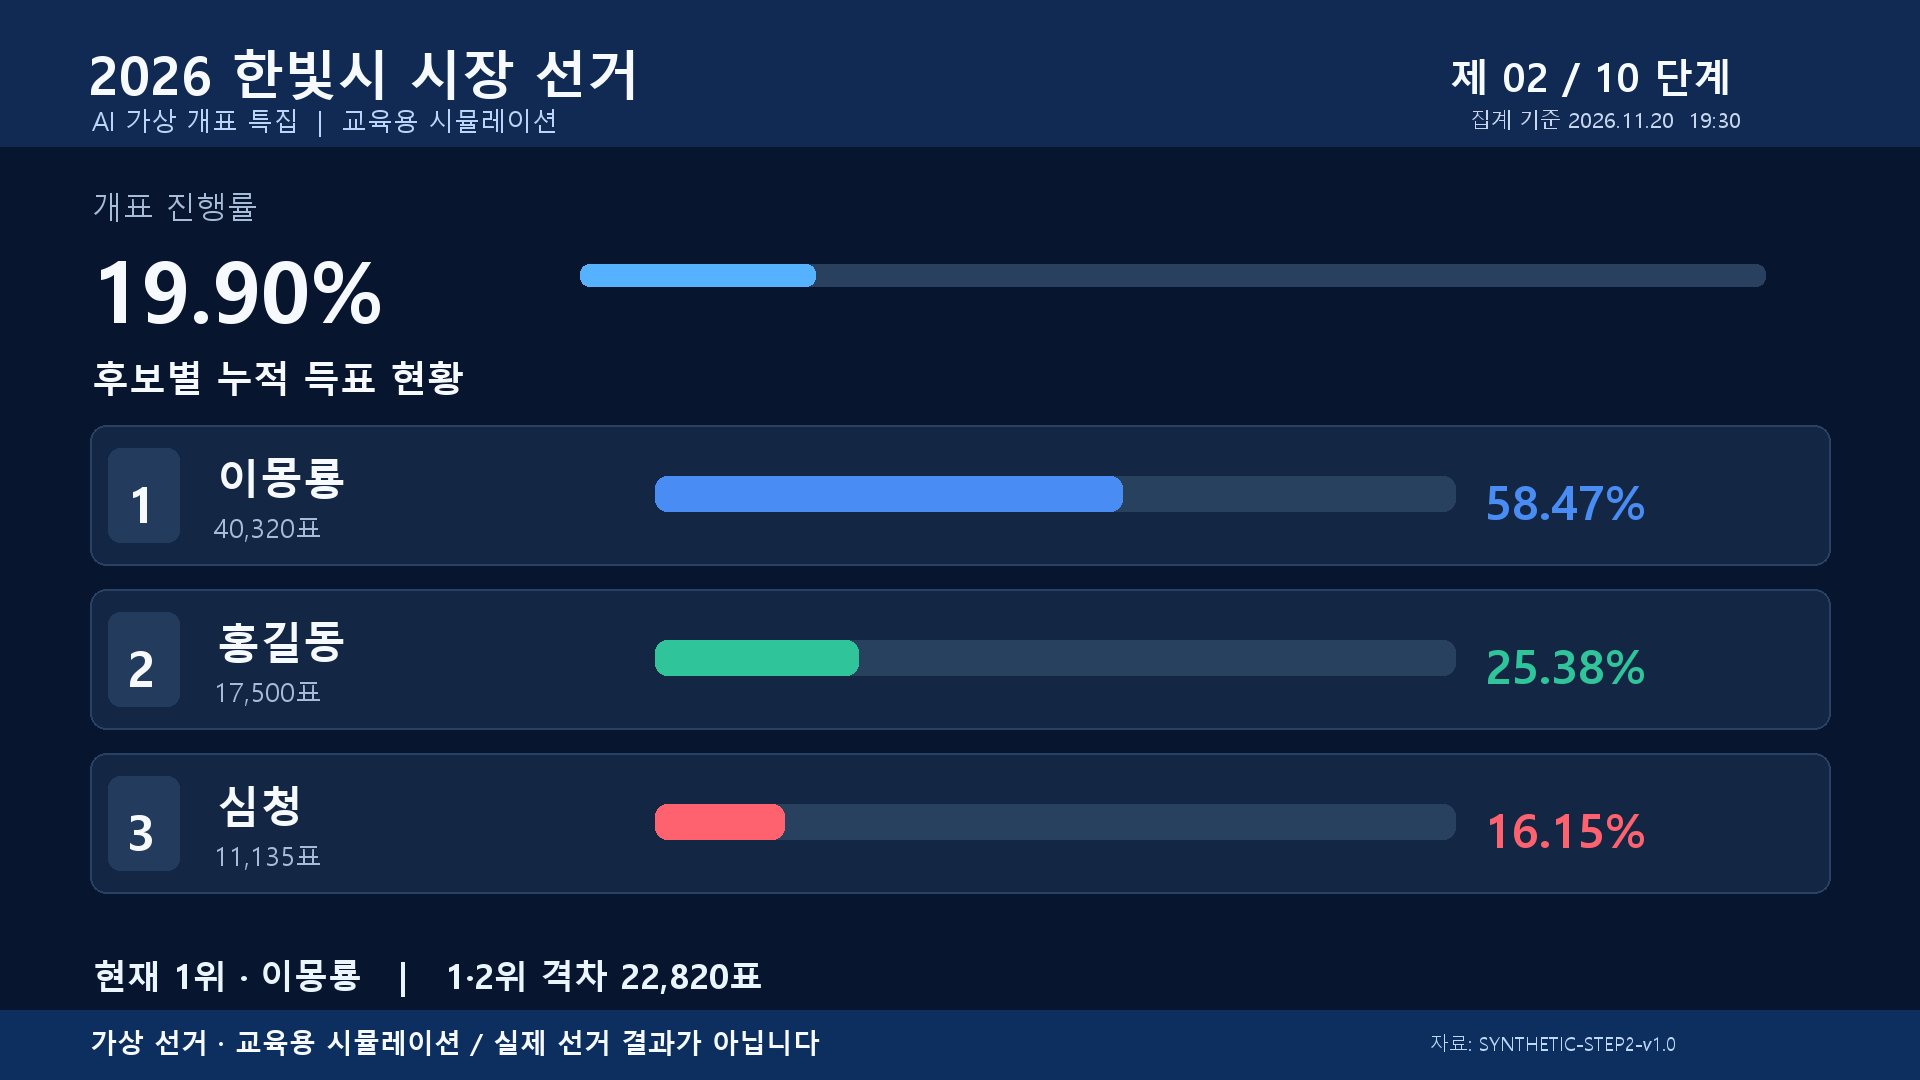 2026 한빛시 시장 선거
AI 가상 개표 특집 | 교육용 시뮬레이션
제 02 / 10 단계
집계 기준 2026.11.20 19:30
개표 진행률
19.90%
후보별 누적 득표 현황
1
이몽룡
40,320표
58.47%
2
홍길동
17,500표
25.38%
3
심청
11,135표
16.15%
현재 1위 · 이몽룡 | 1·2위 격차 22,820표
가상 선거 · 교육용 시뮬레이션 / 실제 선거 결과가 아닙니다
자료: SYNTHETIC-STEP2-v1.0